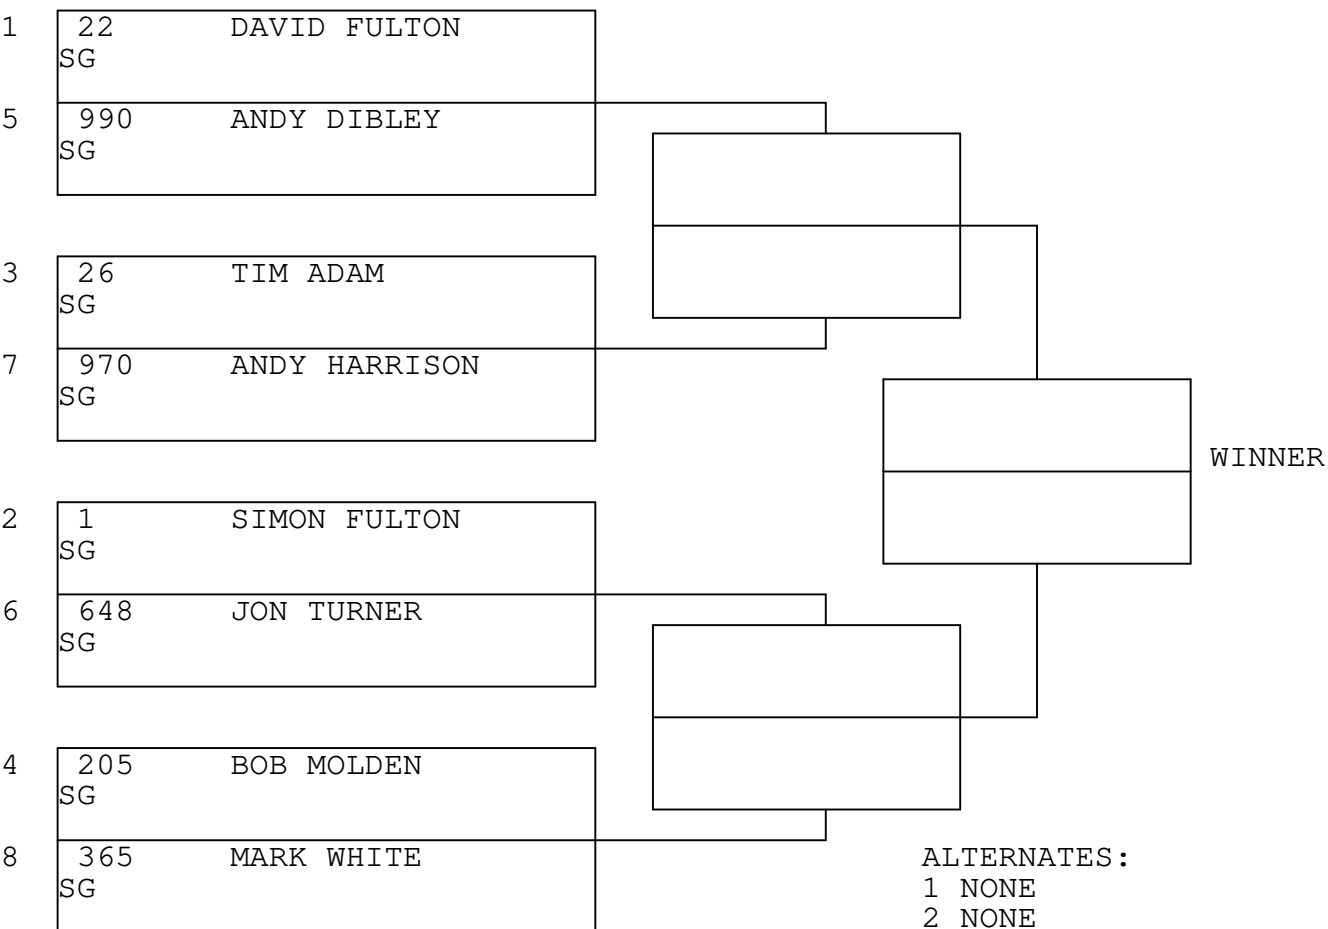 1 22 DAVID FULTON
SG
5 990 ANDY DIBLEY
SG
3 26 TIM ADAM
SG
7 970 ANDY HARRISON
SG
WINNER
2 1 SIMON FULTON
SG
6 648 JON TURNER
SG
4 205 BOB MOLDEN
SG
8 365 MARK WHITE
SG
ALTERNATES:
1 NONE
2 NONE